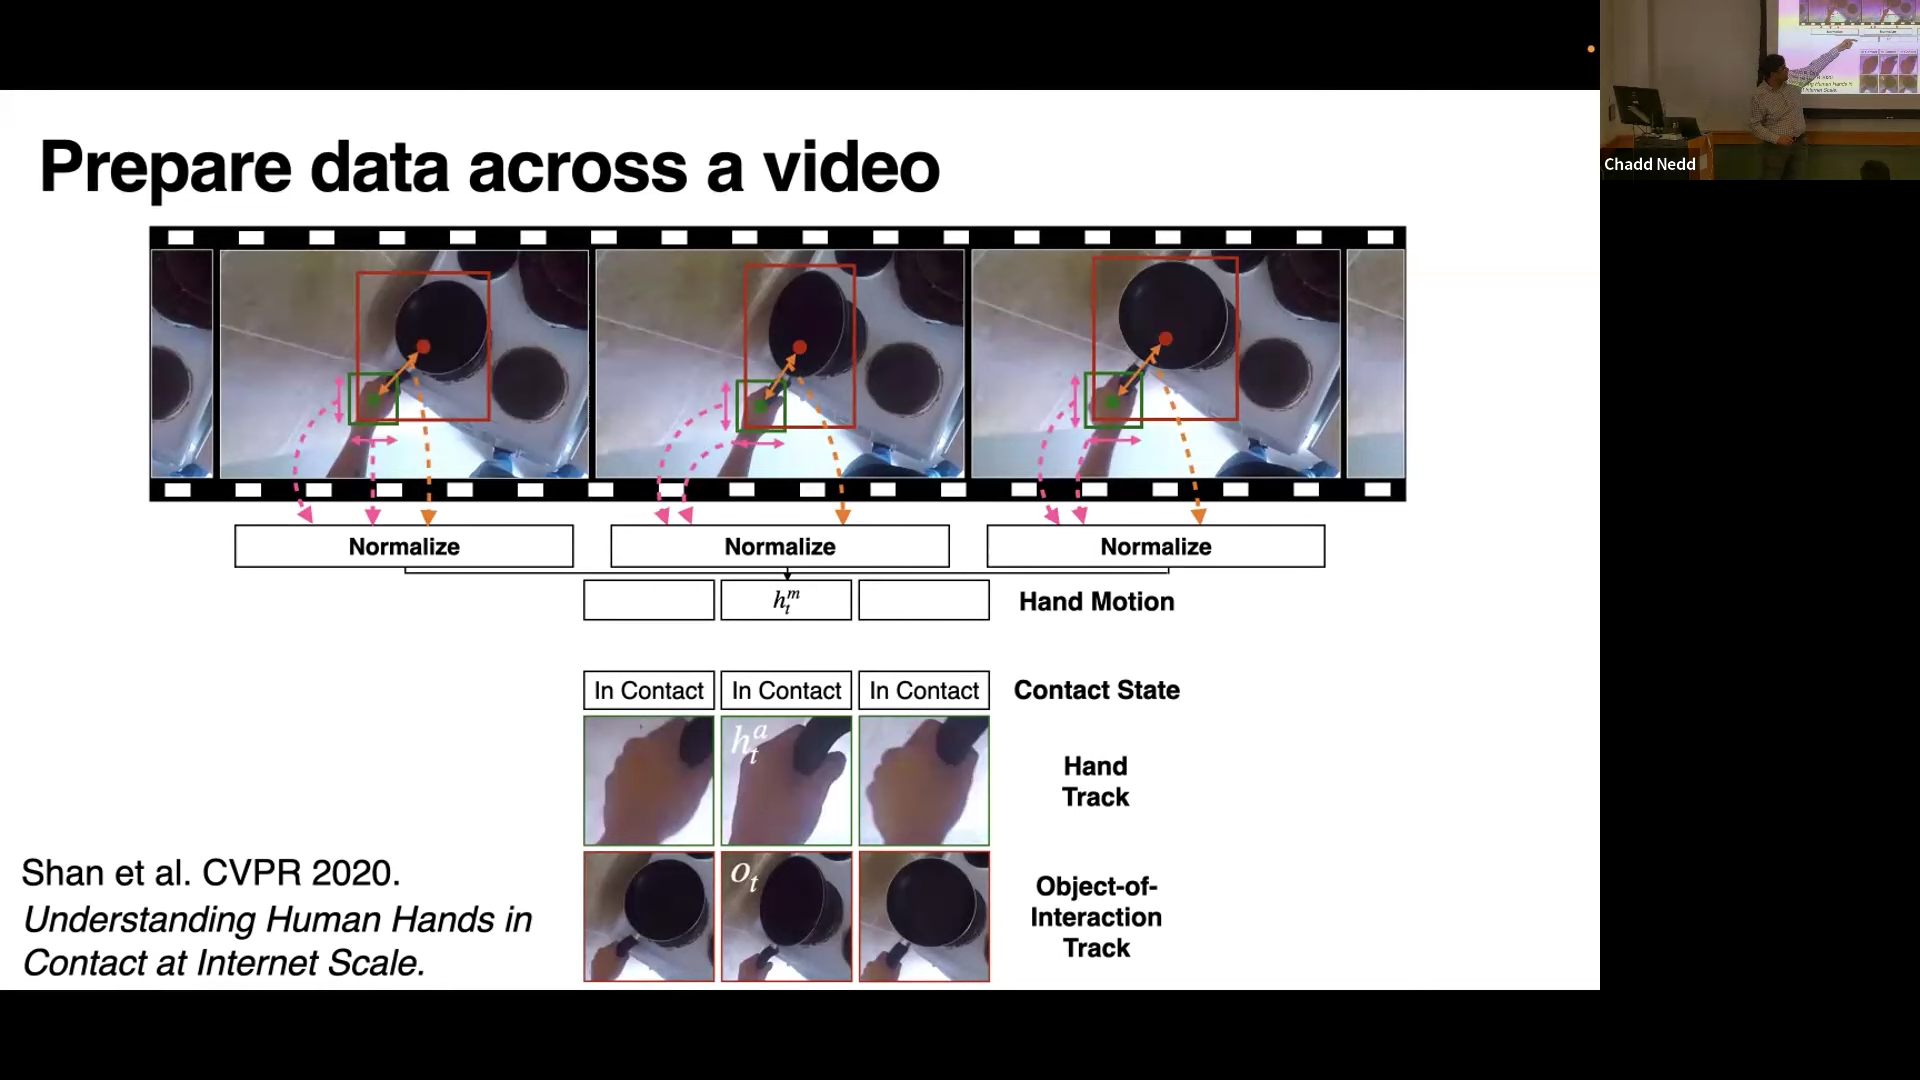 Prepare data across a video
Chadd Nedd
Normalize
Normalize
Normalize
h_t^m
Hand Motion
In Contact
In Contact
In Contact
Contact State
h_t^a
Hand
Track
o_t
Object-of-
Interaction
Track
Shan et al. CVPR 2020.
Understanding Human Hands in
Contact at Internet Scale.